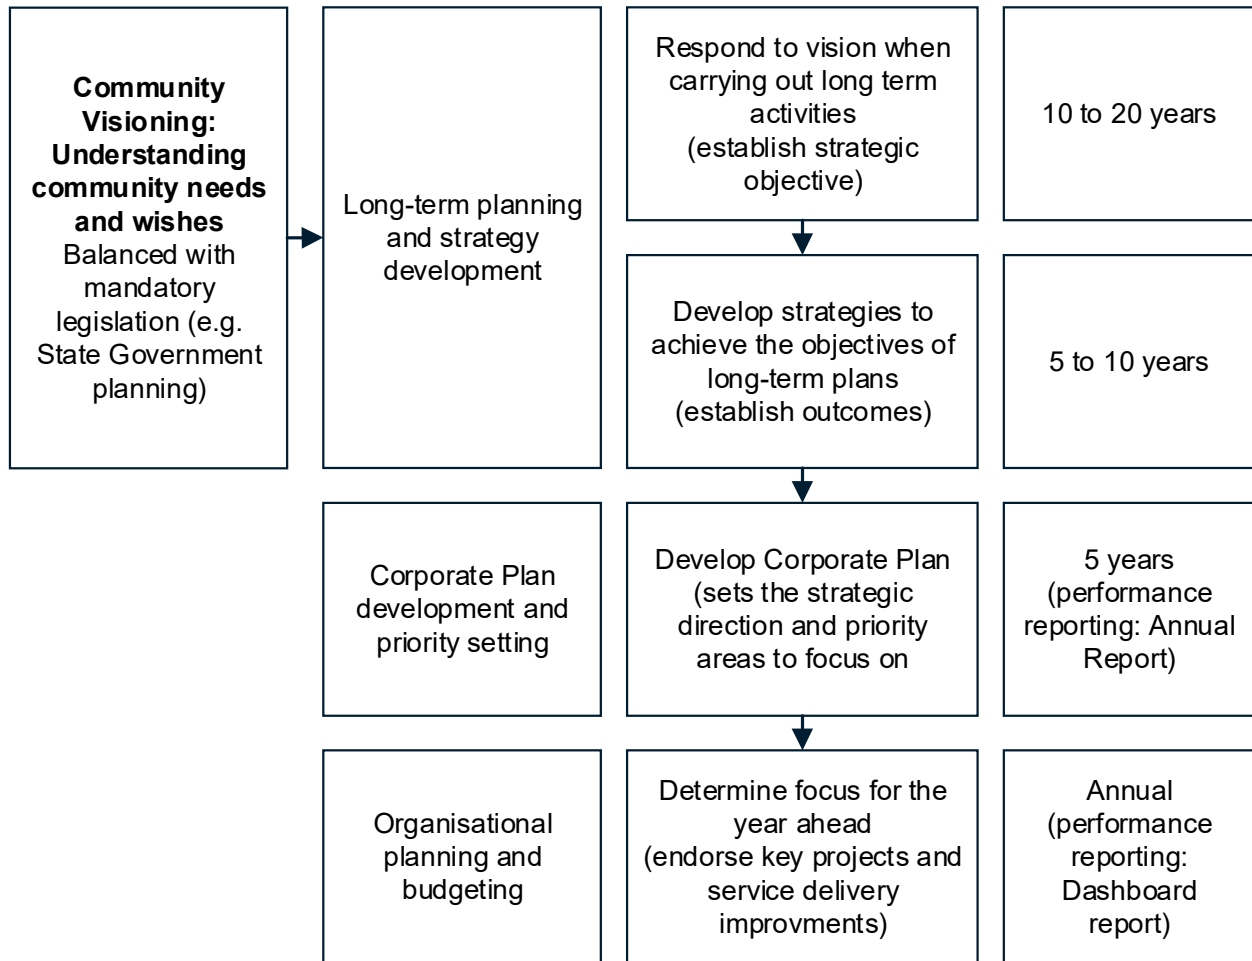 Community
Visioning:
Understanding
community needs
and wishes
Balanced with
mandatory
legislation (e.g.
State Government
planning)
Long-term planning
and strategy
development
Respond to vision when
carrying out long term
activities
(establish strategic
objective)
10 to 20 years
Develop strategies to
achieve the objectives of
long-term plans
(establish outcomes)
5 to 10 years
Corporate Plan
development and
priority setting
Develop Corporate Plan
(sets the strategic
direction and priority
areas to focus on
5 years
(performance
reporting: Annual
Report)
Organisational
planning and
budgeting
Determine focus for the
year ahead
(endorse key projects and
service delivery
improvments)
Annual
(performance
reporting:
Dashboard
report)